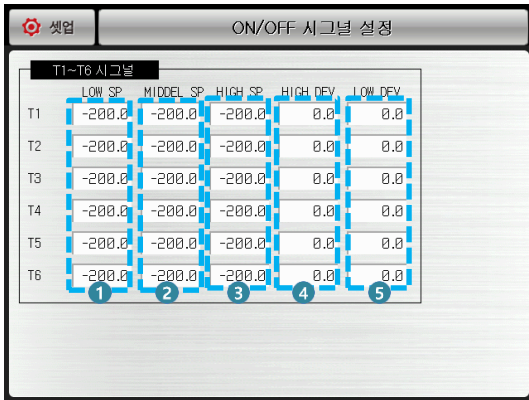 셋업 ON/OFF 시그널 설정
T1~T6 시그널
LOW SP MIDDEL SP HIGH SP HIGH DEV LOW DEV
T1 -200.0 -200.0 -200.0 0.0 0.0
T2 -200.0 -200.0 -200.0 0.0 0.0
T3 -200.0 -200.0 -200.0 0.0 0.0
T4 -200.0 -200.0 -200.0 0.0 0.0
T5 -200.0 -200.0 -200.0 0.0 0.0
T6 -200.0 -200.0 -200.0 0.0 0.0
1 2 3 4 5